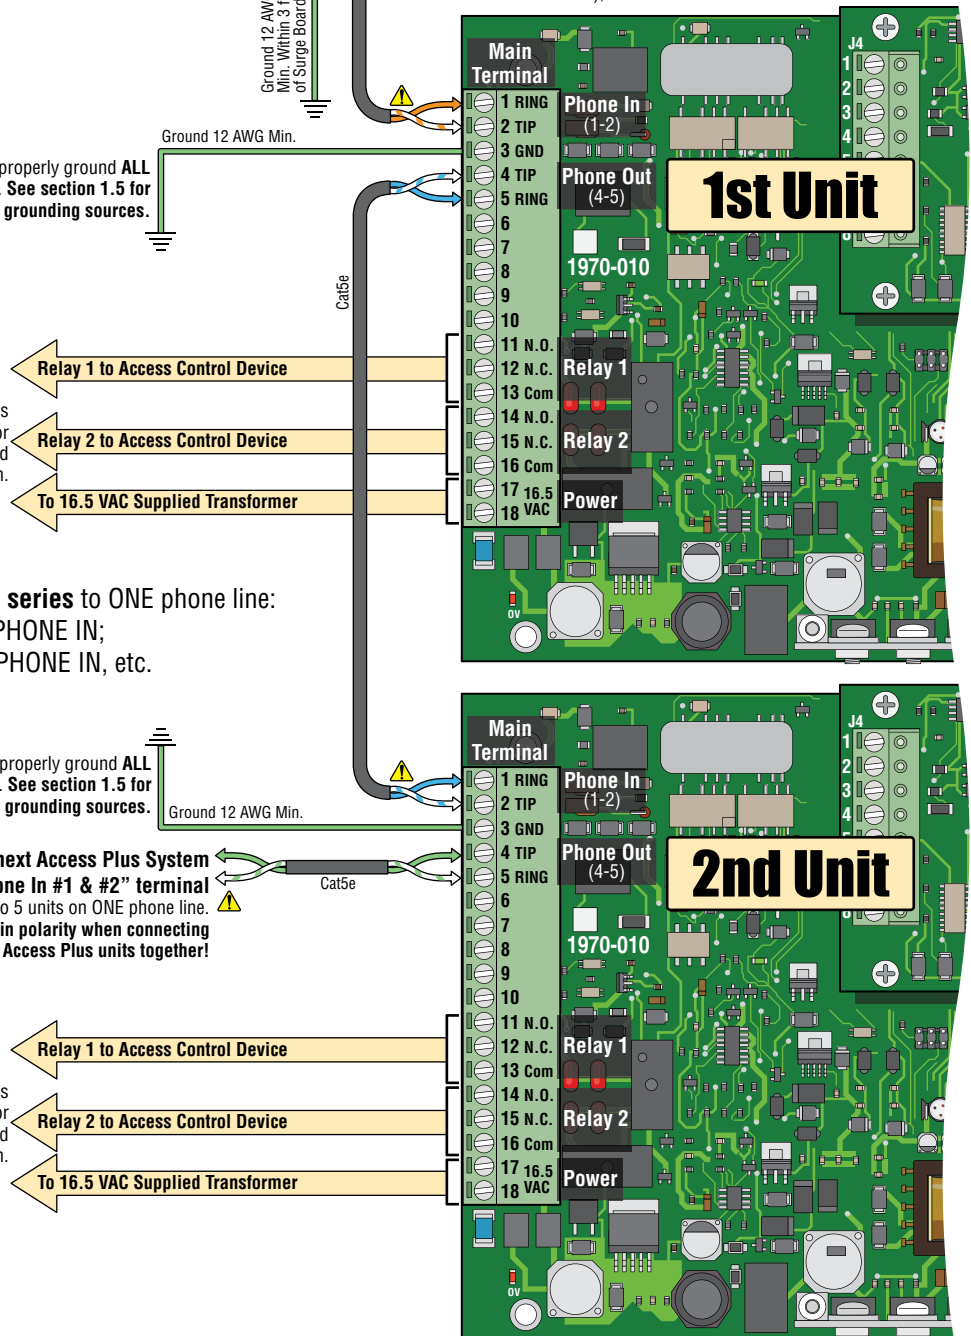 Ground 12 AWG
Min. Within 3 f
of Surge Board
Main
Terminal
1 RING
2 TIP
3 GND
4 TIP
5 RING
6
7
8
9
10
11 N.O.
12 N.C.
13 Com
14 N.O.
15 N.C.
16 Com
17 16.5
18 VAC
Phone In
(1-2)
Phone Out
(4-5)
1970-010
Relay 1
Relay 2
Power
0V
J4
1
2
3
4
1st Unit
Ground 12 AWG Min.
properly ground ALL
. See section 1.5 for
grounding sources.
Cat5e
Relay 1 to Access Control Device
s
or
d
n.
Relay 2 to Access Control Device
To 16.5 VAC Supplied Transformer
series to ONE phone line:
PHONE IN;
PHONE IN, etc.
Main
Terminal
1 RING
2 TIP
3 GND
4 TIP
5 RING
6
7
8
9
10
11 N.O.
12 N.C.
13 Com
14 N.O.
15 N.C.
16 Com
17 16.5
18 VAC
Phone In
(1-2)
Phone Out
(4-5)
1970-010
Relay 1
Relay 2
Power
0V
J4
1
2
3
4
2nd Unit
properly ground ALL
. See section 1.5 for
grounding sources.
Ground 12 AWG Min.
next Access Plus System
one In #1 & #2” terminal
o 5 units on ONE phone line.
in polarity when connecting
Access Plus units together!
Cat5e
Relay 1 to Access Control Device
s
or
d
n.
Relay 2 to Access Control Device
To 16.5 VAC Supplied Transformer